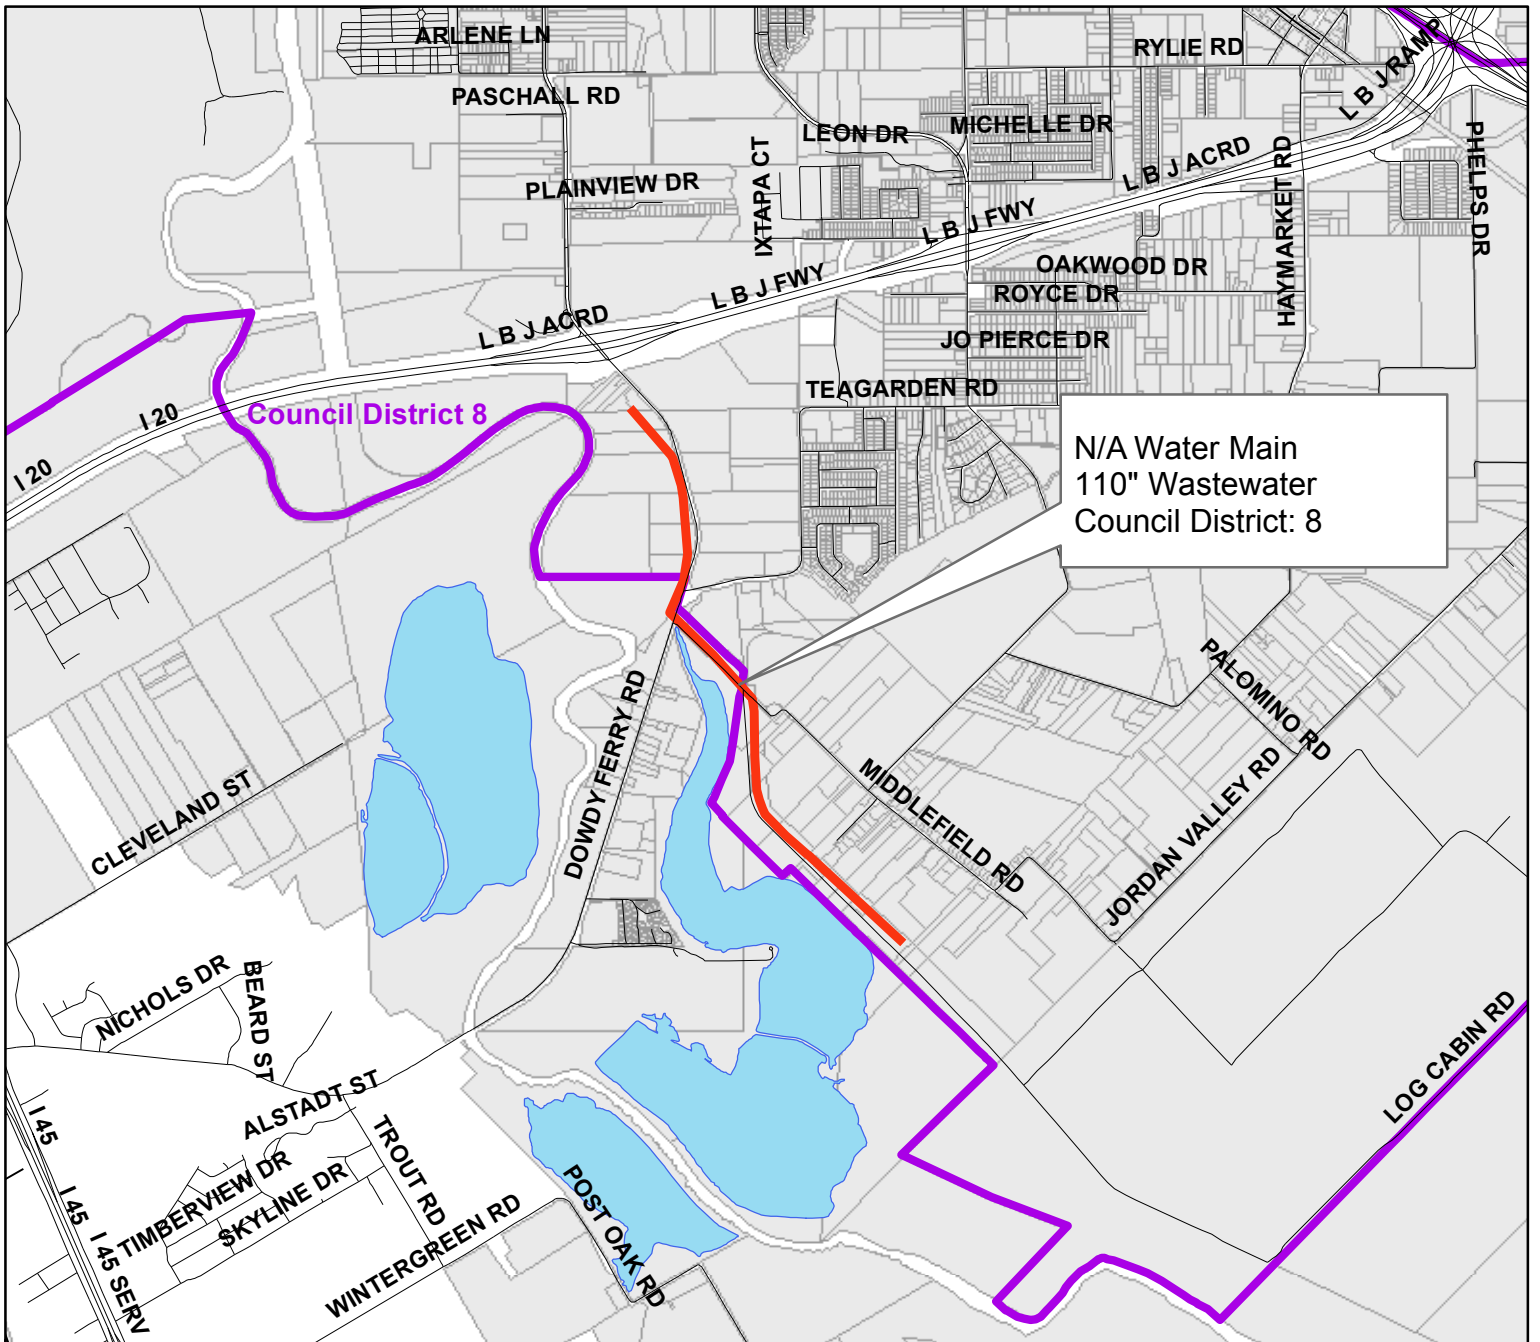 ARLENE LN
RYLIE RD
L B J RAMP
PASCHALL RD
LEON DR
MICHELLE DR
PHELPS DR
IXTAPA CT
L B J ACRD
HAYMARKET RD
PLAINVIEW DR
L B J FWY
OAKWOOD DR
L B J FWY
ROYCE DR
L B J ACRD
JO PIERCE DR
TEAGARDEN RD
I 20
Council District 8
I 20
N/A Water Main
110" Wastewater
Council District: 8
PALOMINO RD
DOWDY FERRY RD
MIDDLEFIELD RD
JORDAN VALLEY RD
CLEVELAND ST
NICHOLS DR
BEARD ST
LOG CABIN RD
ALSTADT ST
I 45
TROUT RD
TIMBERVIEW DR
SKYLINE DR
POST OAK RD
I 45
WINTERGREEN RD
I 45 SERV